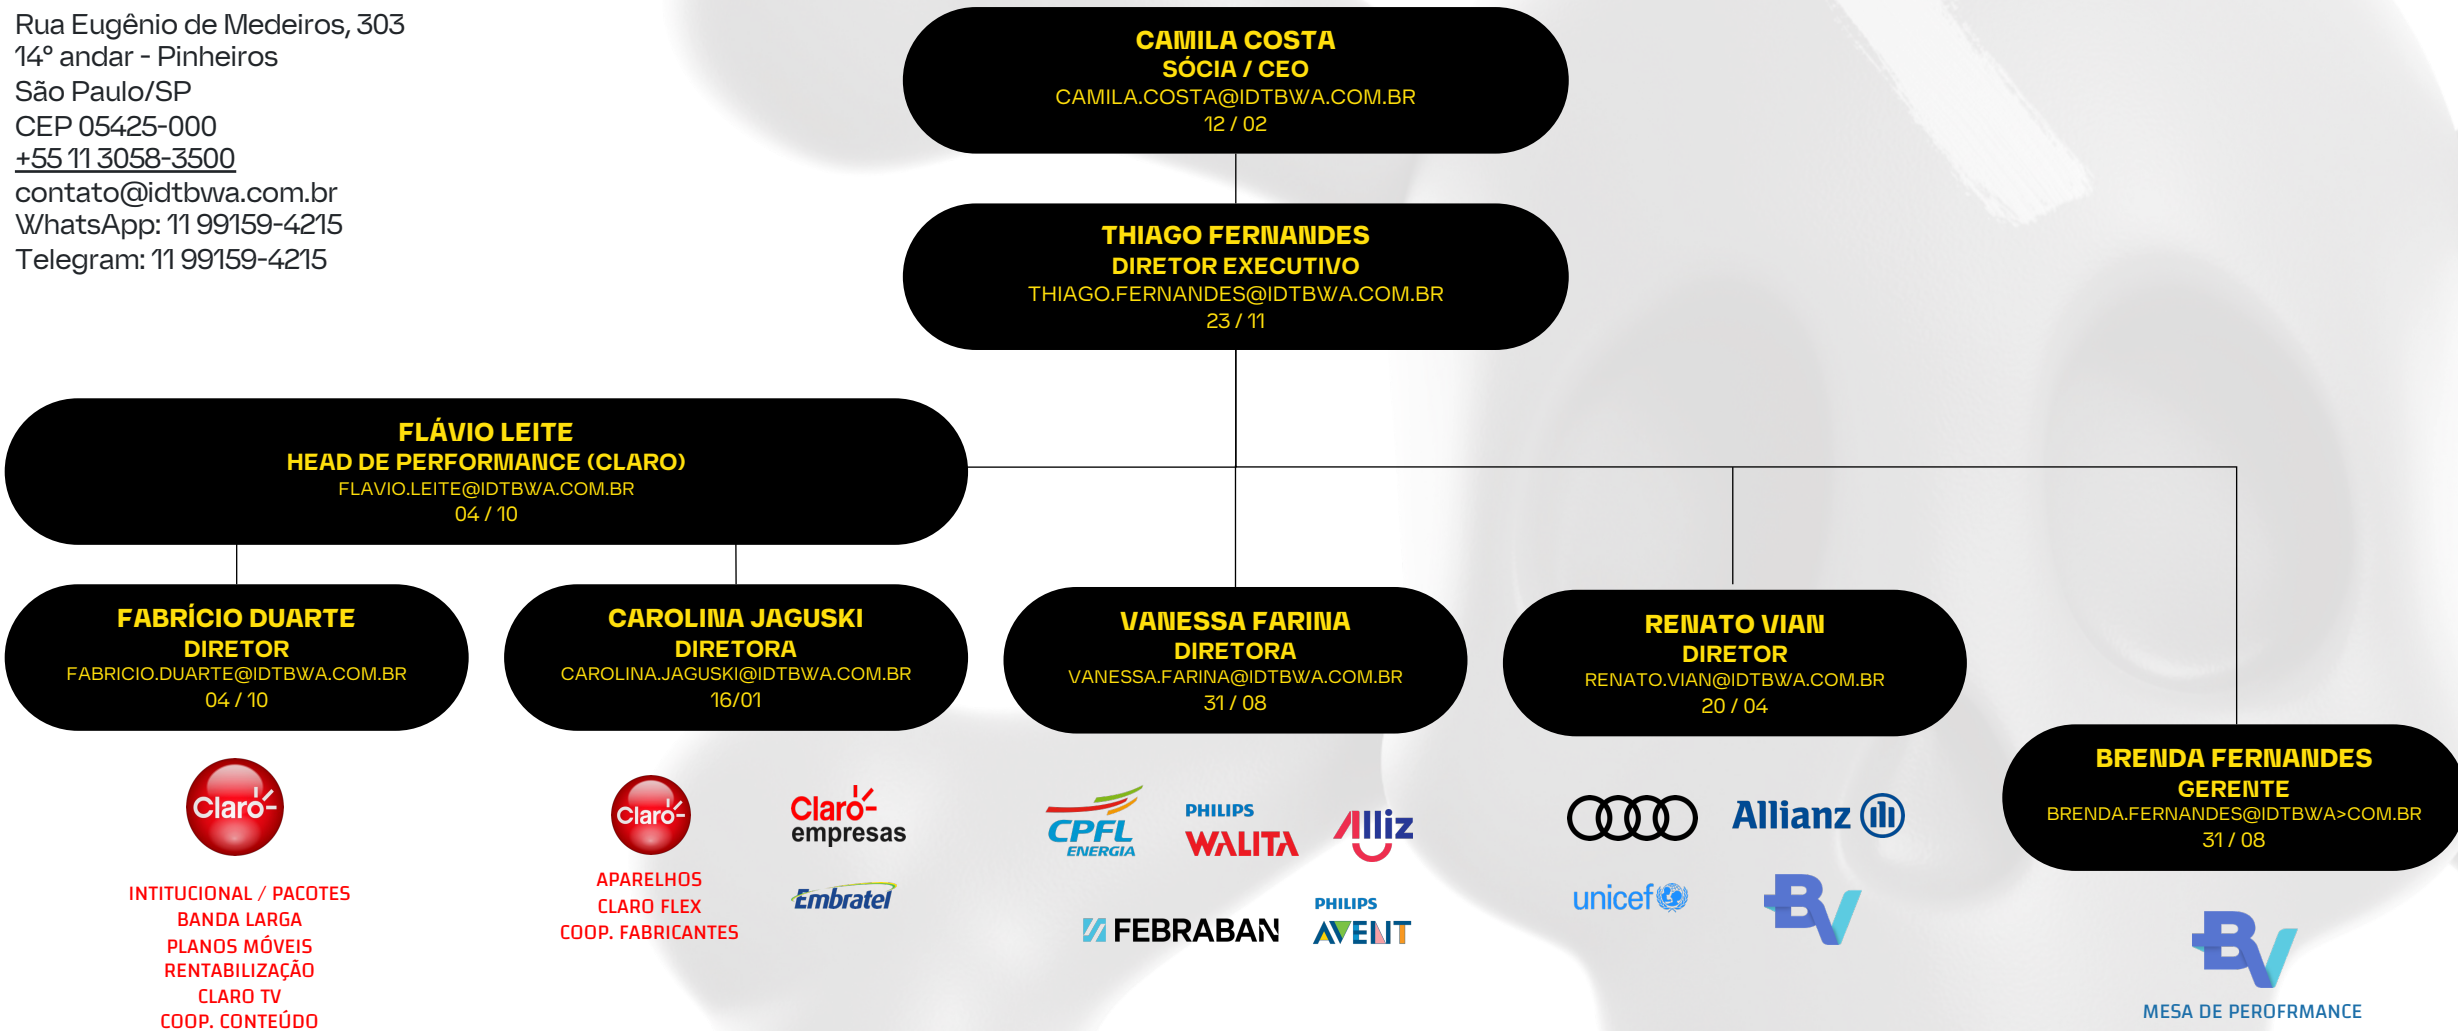 Rua Eugênio de Medeiros, 303
14° andar - Pinheiros
São Paulo/SP
CEP 05425-000
+55 11 3058-3500
contato@idtbwa.com.br
WhatsApp: 11 99159-4215
Telegram: 11 99159-4215
CAMILA COSTA
SÓCIA / CEO
CAMILA.COSTA@IDTBWA.COM.BR
12 / 02
THIAGO FERNANDES
DIRETOR EXECUTIVO
THIAGO.FERNANDES@IDTBWA.COM.BR
23 / 11
FLÁVIO LEITE
HEAD DE PERFORMANCE (CLARO)
FLAVIO.LEITE@IDTBWA.COM.BR
04 / 10
FABRÍCIO DUARTE
DIRETOR
FABRICIO.DUARTE@IDTBWA.COM.BR
04 / 10
Claro
INTITUCIONAL / PACOTES
BANDA LARGA
PLANOS MÓVEIS
RENTABILIZAÇÃO
CLARO TV
COOP. CONTEÚDO
CAROLINA JAGUSKI
DIRETORA
CAROLINA.JAGUSKI@IDTBWA.COM.BR
16/01
Claro
APARELHOS
CLARO FLEX
COOP. FABRICANTES
Claro
empresas
Embratel
VANESSA FARINA
DIRETORA
VANESSA.FARINA@IDTBWA.COM.BR
31 / 08
CPFL
ENERGIA
PHILIPS
WALITA
Alliz
FEBRABAN
PHILIPS
AVENT
RENATO VIAN
DIRETOR
RENATO.VIAN@IDTBWA.COM.BR
20 / 04
Allianz
unicef
BV
BRENDA FERNANDES
GERENTE
BRENDA.FERNANDES@IDTBWA>COM.BR
31 / 08
BV
MESA DE PEROFRMANCE